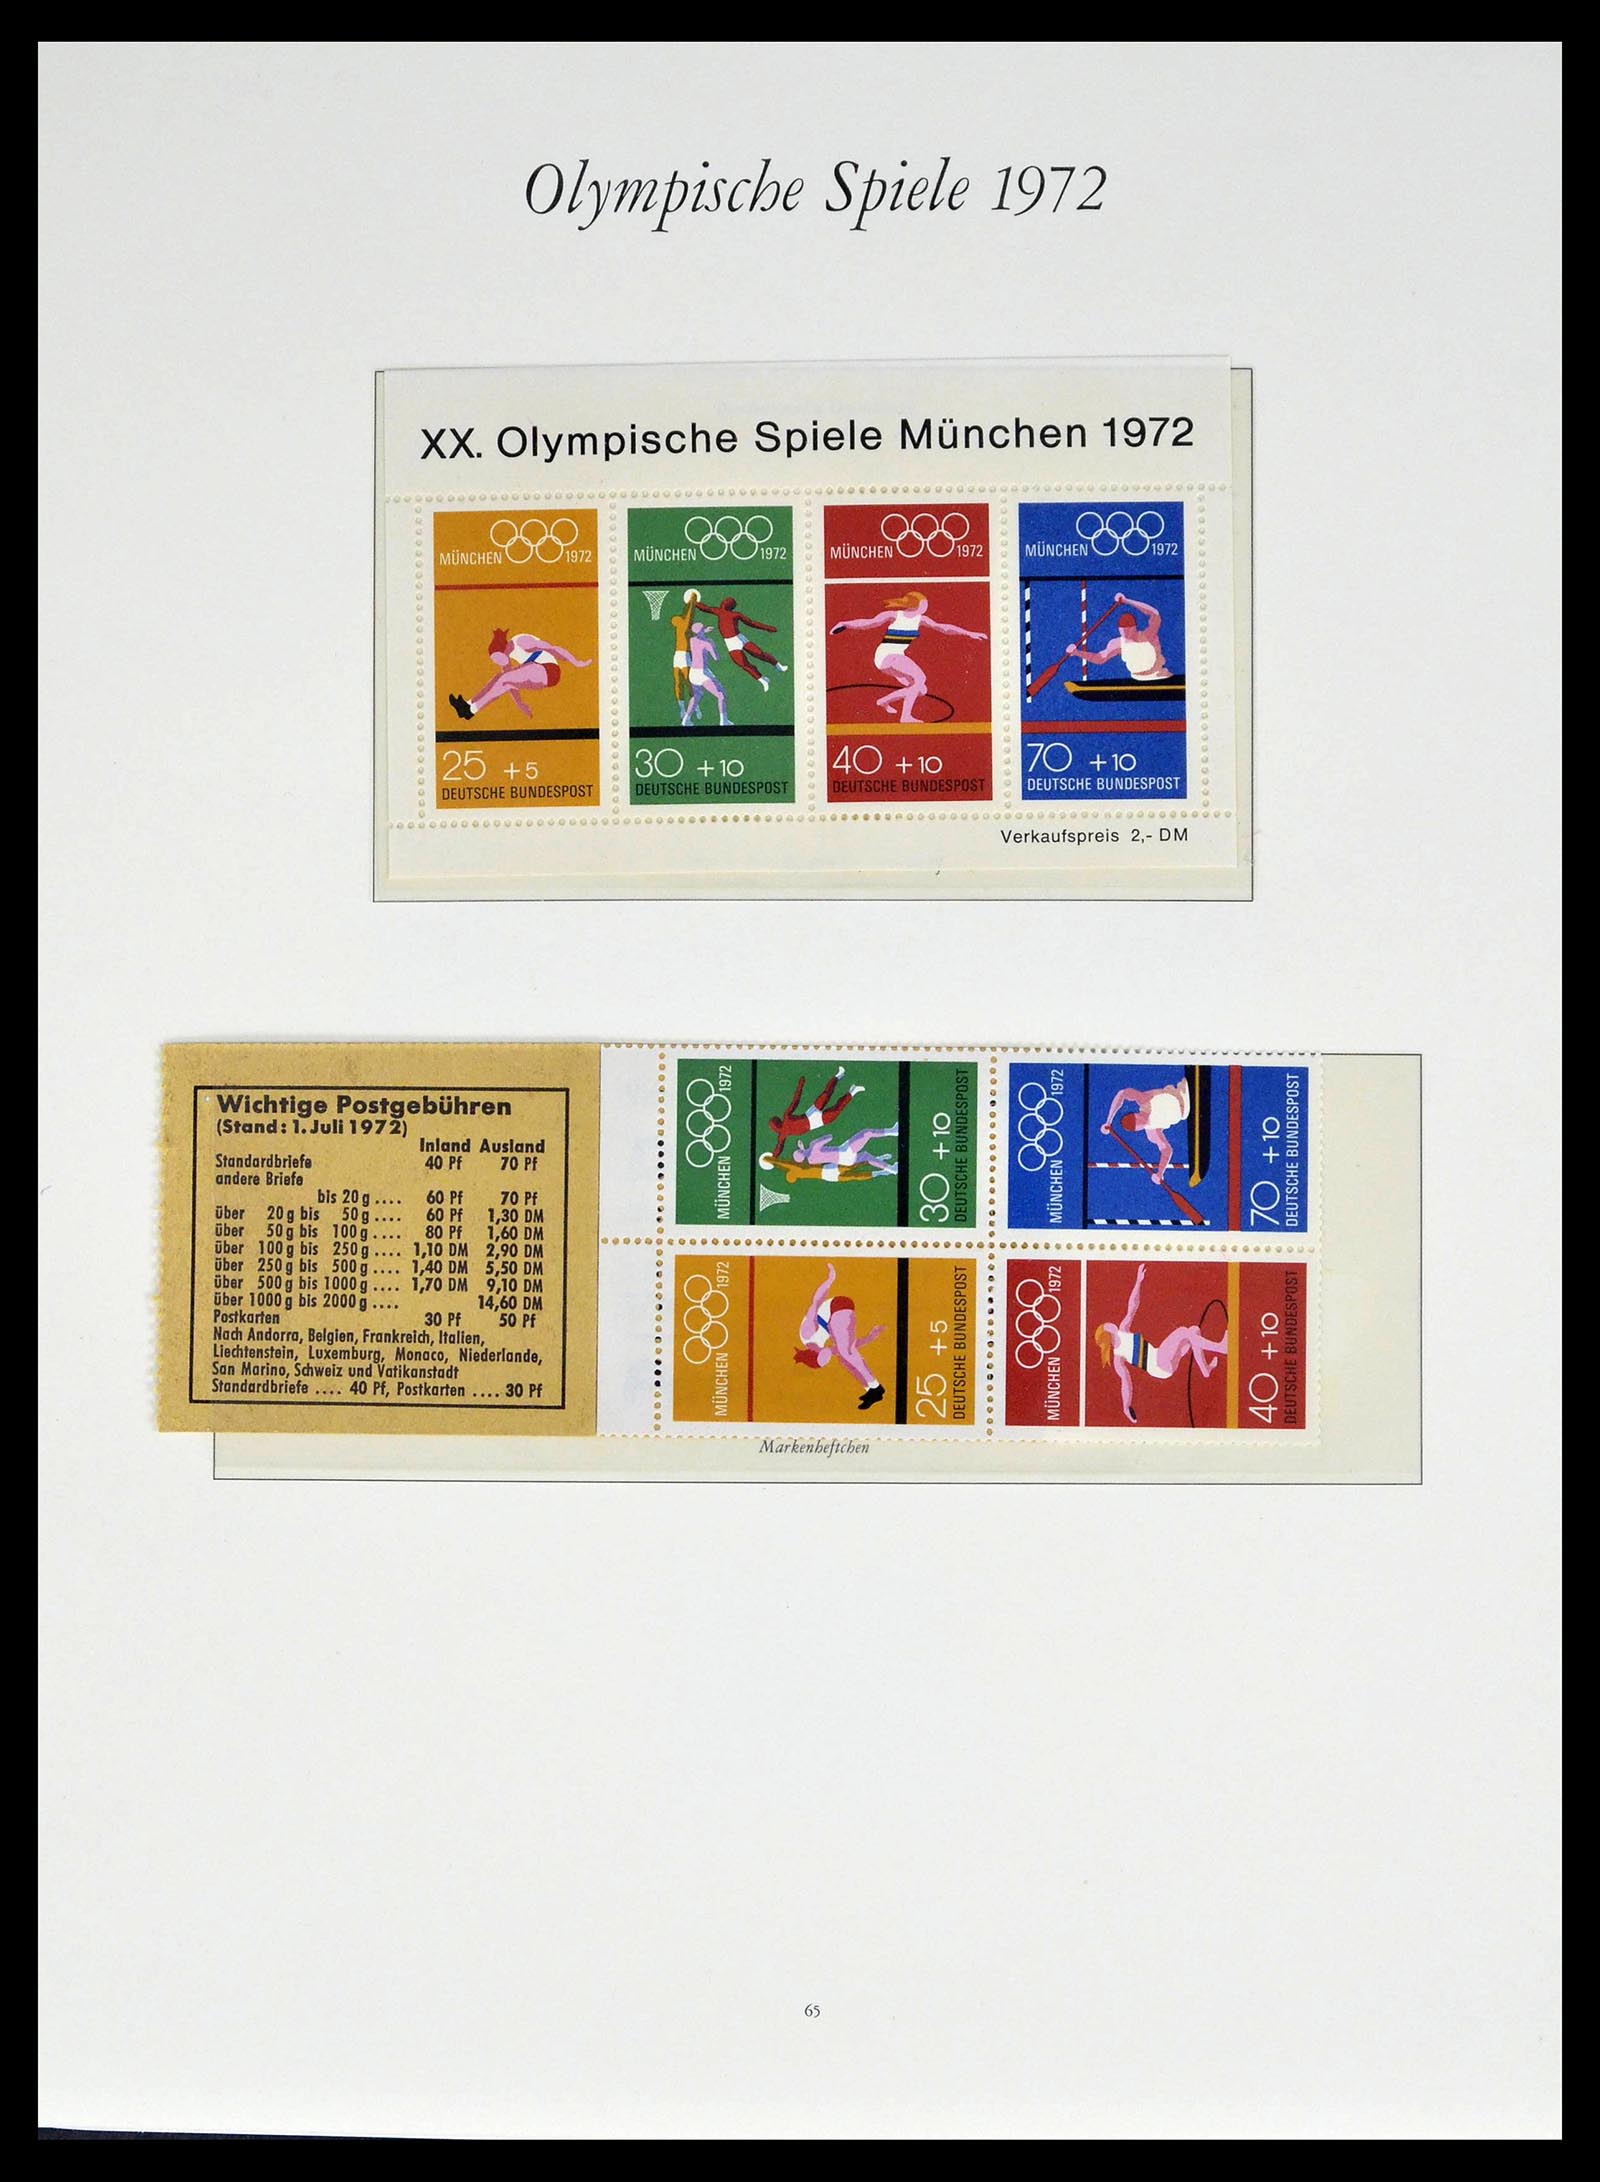 Olympische Spiele 1972
XX. Olympische Spiele München 1972
MÜNCHEN 1972
25 + 5
DEUTSCHE BUNDESPOST
MÜNCHEN 1972
30 + 10
DEUTSCHE BUNDESPOST
MÜNCHEN 1972
40 + 10
DEUTSCHE BUNDESPOST
MÜNCHEN 1972
70 + 10
DEUTSCHE BUNDESPOST
Verkaufspreis 2,- DM
Wichtige Postgebühren
(Stand: 1. Juli 1972)
Inland Ausland
Standardbriefe 40 Pf 70 Pf
andere Briefe
bis 20 g .... 60 Pf 70 Pf
über 20 g bis 50 g .... 60 Pf 1,30 DM
über 50 g bis 100 g .... 80 Pf 1,60 DM
über 100 g bis 250 g .... 1,10 DM 2,90 DM
über 250 g bis 500 g .... 1,40 DM 5,50 DM
über 500 g bis 1000 g .... 1,70 DM 9,10 DM
über 1000 g bis 2000 g .... 14,60 DM
Postkarten 30 Pf 50 Pf
Nach Andorra, Belgien, Frankreich, Italien,
Liechtenstein, Luxemburg, Monaco, Niederlande,
San Marino, Schweiz und Vatikanstadt
Standardbriefe .... 40 Pf, Postkarten .... 30 Pf
MÜNCHEN 1972
30 + 10
DEUTSCHE BUNDESPOST
MÜNCHEN 1972
70 + 10
DEUTSCHE BUNDESPOST
MÜNCHEN 1972
25 + 5
DEUTSCHE BUNDESPOST
MÜNCHEN 1972
40 + 10
DEUTSCHE BUNDESPOST
Markenheftchen
65